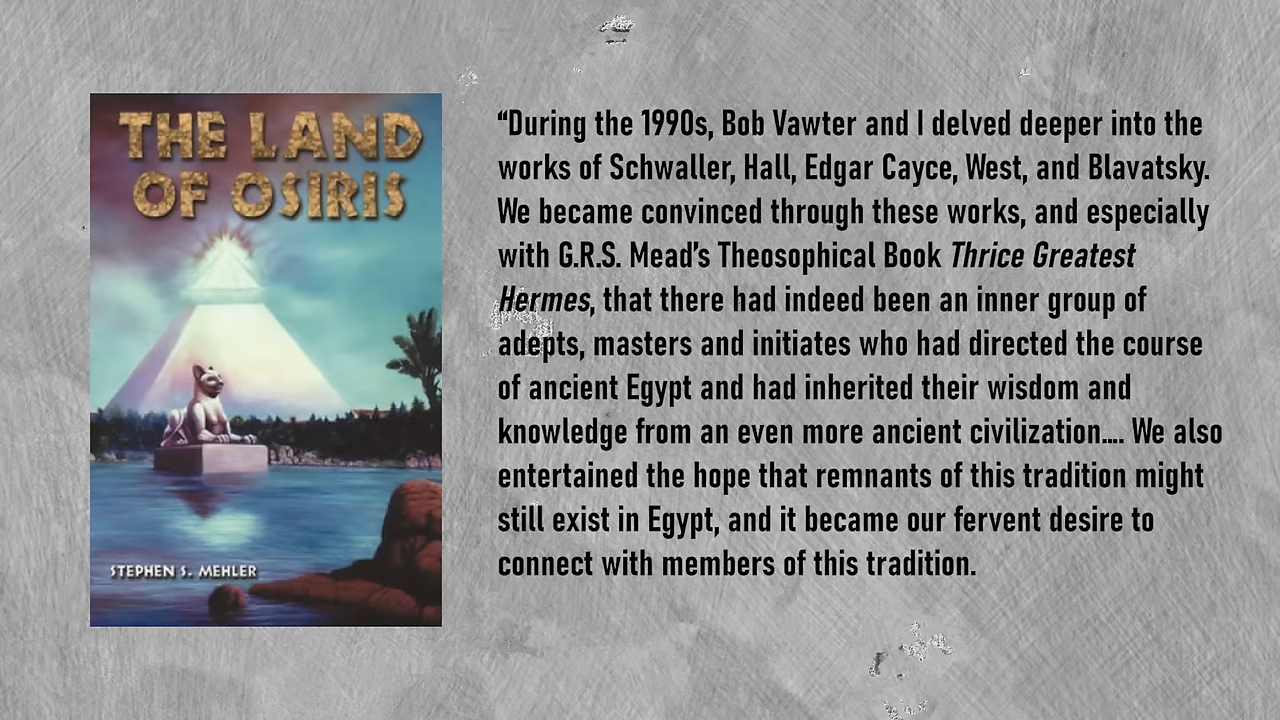 THE LAND
OF OSIRIS
STEPHEN S. MEHLER
“During the 1990s, Bob Vawter and I delved deeper into the
works of Schwaller, Hall, Edgar Cayce, West, and Blavatsky.
We became convinced through these works, and especially
with G.R.S. Mead’s Theosophical Book Thrice Greatest
Hermes, that there had indeed been an inner group of
adepts, masters and initiates who had directed the course
of ancient Egypt and had inherited their wisdom and
knowledge from an even more ancient civilization.... We also
entertained the hope that remnants of this tradition might
still exist in Egypt, and it became our fervent desire to
connect with members of this tradition.